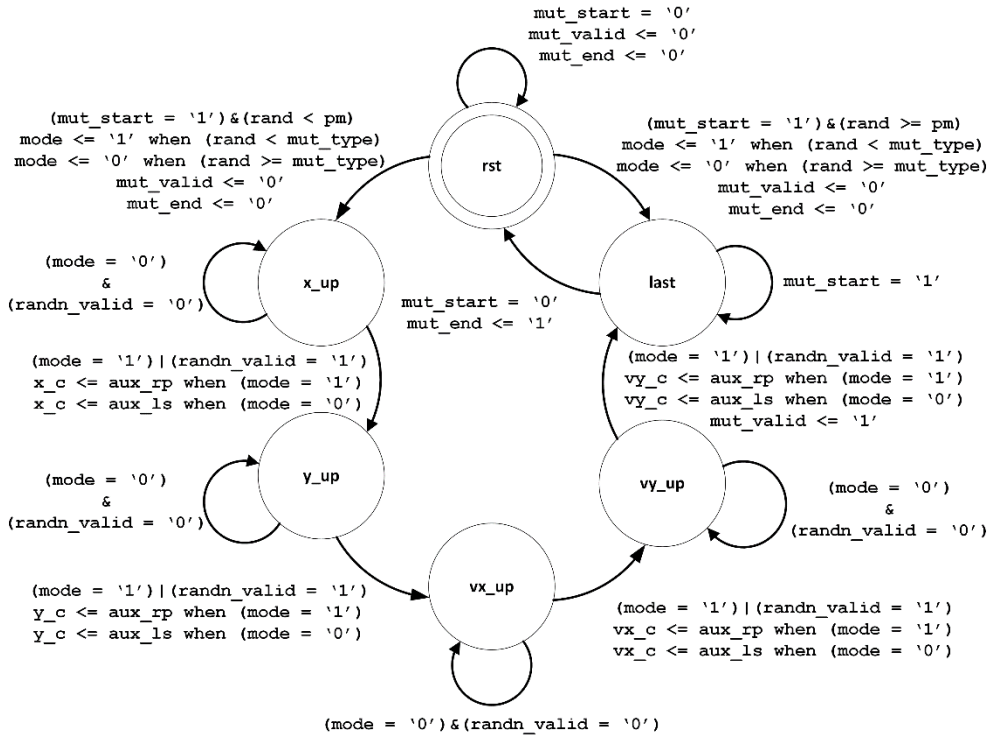 mut_start = ‘0’
mut_valid <= ‘0’
mut_end <= ‘0’
(mut_start = ‘1’)&(rand < pm)
mode <= ‘1’ when (rand < mut_type)
mode <= ‘0’ when (rand >= mut_type)
mut_valid <= ‘0’
mut_end <= ‘0’
rst
(mut_start = ‘1’)&(rand >= pm)
mode <= ‘1’ when (rand < mut_type)
mode <= ‘0’ when (rand >= mut_type)
mut_valid <= ‘0’
mut_end <= ‘0’
(mode = ‘0’)
&
(randn_valid = ‘0’)
x_up
mut_start = ‘0’
mut_end <= ‘1’
last
mut_start = ‘1’
(mode = ‘1’)|(randn_valid = ‘1’)
x_c <= aux_rp when (mode = ‘1’)
x_c <= aux_ls when (mode = ‘0’)
(mode = ‘1’)|(randn_valid = ‘1’)
vy_c <= aux_rp when (mode = ‘1’)
vy_c <= aux_ls when (mode = ‘0’)
mut_valid <= ‘1’
(mode = ‘0’)
&
(randn_valid = ‘0’)
y_up
vy_up
(mode = ‘0’)
&
(randn_valid = ‘0’)
(mode = ‘1’)|(randn_valid = ‘1’)
y_c <= aux_rp when (mode = ‘1’)
y_c <= aux_ls when (mode = ‘0’)
vx_up
(mode = ‘1’)|(randn_valid = ‘1’)
vx_c <= aux_rp when (mode = ‘1’)
vx_c <= aux_ls when (mode = ‘0’)
(mode = ‘0’)&(randn_valid = ‘0’)